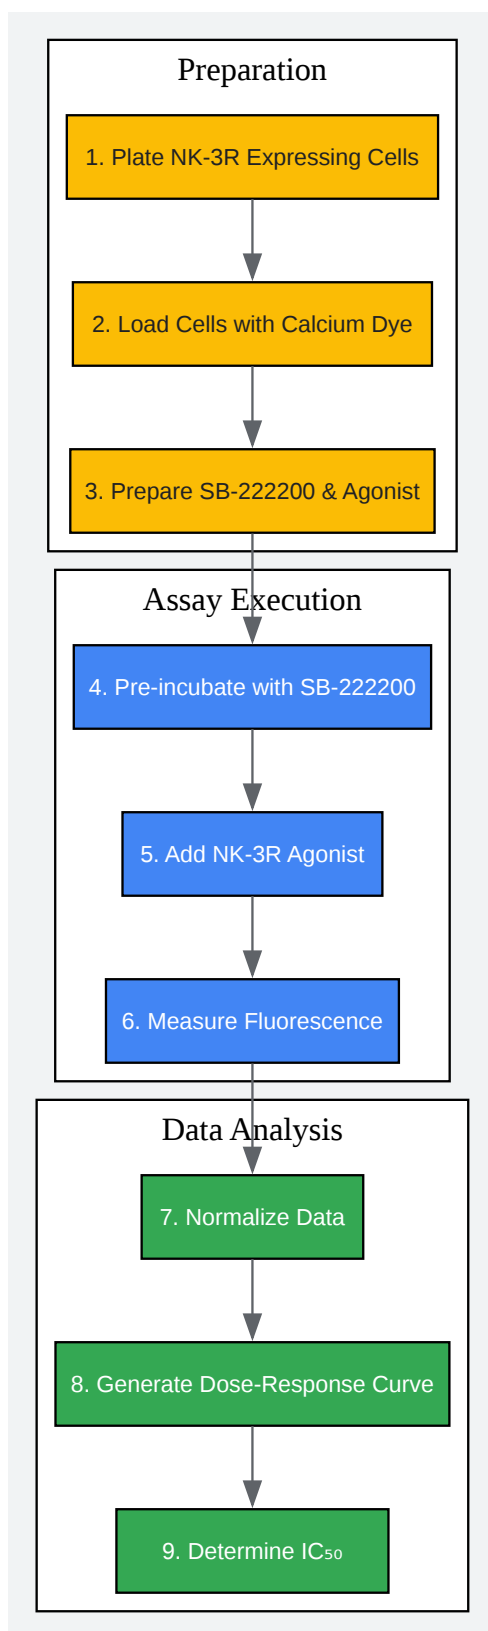 Preparation
1. Plate NK-3R Expressing Cells
2. Load Cells with Calcium Dye
3. Prepare SB-222200 & Agonist
Assay Execution
4. Pre-incubate with SB-222200
5. Add NK-3R Agonist
6. Measure Fluorescence
Data Analysis
7. Normalize Data
8. Generate Dose-Response Curve
9. Determine IC₅₀